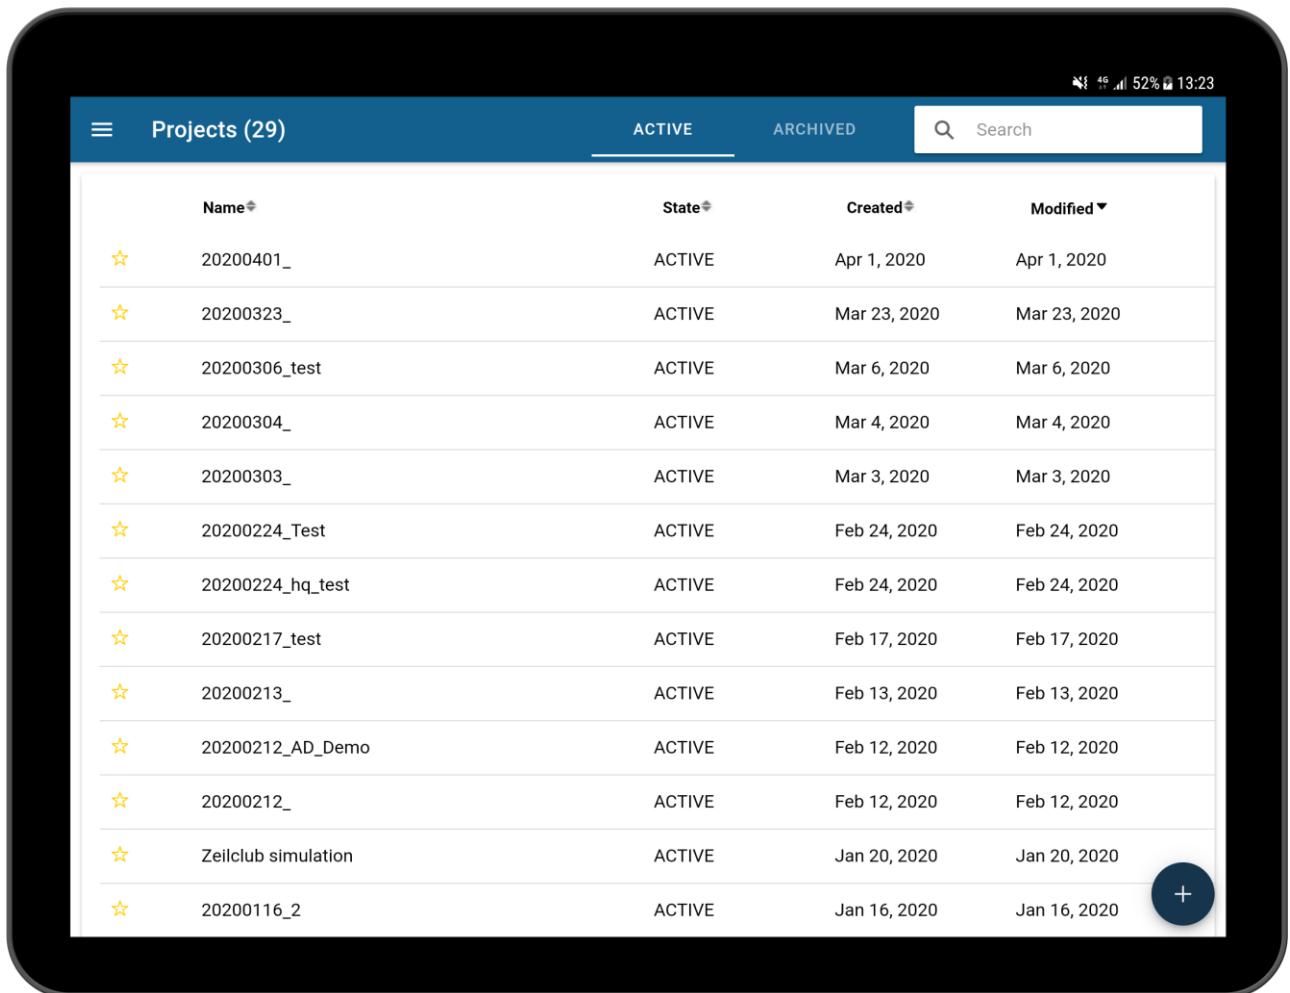 4G 52% 13:23
Projects (29) ACTIVE ARCHIVED Search
Name State Created Modified
20200401_ ACTIVE Apr 1, 2020 Apr 1, 2020
20200323_ ACTIVE Mar 23, 2020 Mar 23, 2020
20200306_test ACTIVE Mar 6, 2020 Mar 6, 2020
20200304_ ACTIVE Mar 4, 2020 Mar 4, 2020
20200303_ ACTIVE Mar 3, 2020 Mar 3, 2020
20200224_Test ACTIVE Feb 24, 2020 Feb 24, 2020
20200224_hq_test ACTIVE Feb 24, 2020 Feb 24, 2020
20200217_test ACTIVE Feb 17, 2020 Feb 17, 2020
20200213_ ACTIVE Feb 13, 2020 Feb 13, 2020
20200212_AD_Demo ACTIVE Feb 12, 2020 Feb 12, 2020
20200212_ ACTIVE Feb 12, 2020 Feb 12, 2020
Zeilclub simulation ACTIVE Jan 20, 2020 Jan 20, 2020
20200116_2 ACTIVE Jan 16, 2020 Jan 16, 2020